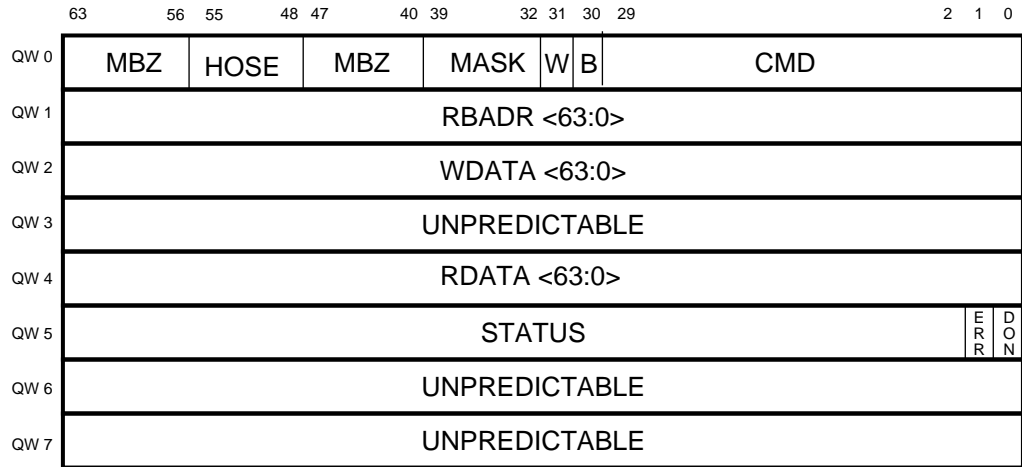 63 56 55 48 47 40 39 32 31 30 29 2 1 0
QW 0 MBZ HOSE MBZ MASK W B CMD
QW 1 RBADR <63:0>
QW 2 WDATA <63:0>
QW 3 UNPREDICTABLE
QW 4 RDATA <63:0>
QW 5 STATUS ERR DON
QW 6 UNPREDICTABLE
QW 7 UNPREDICTABLE